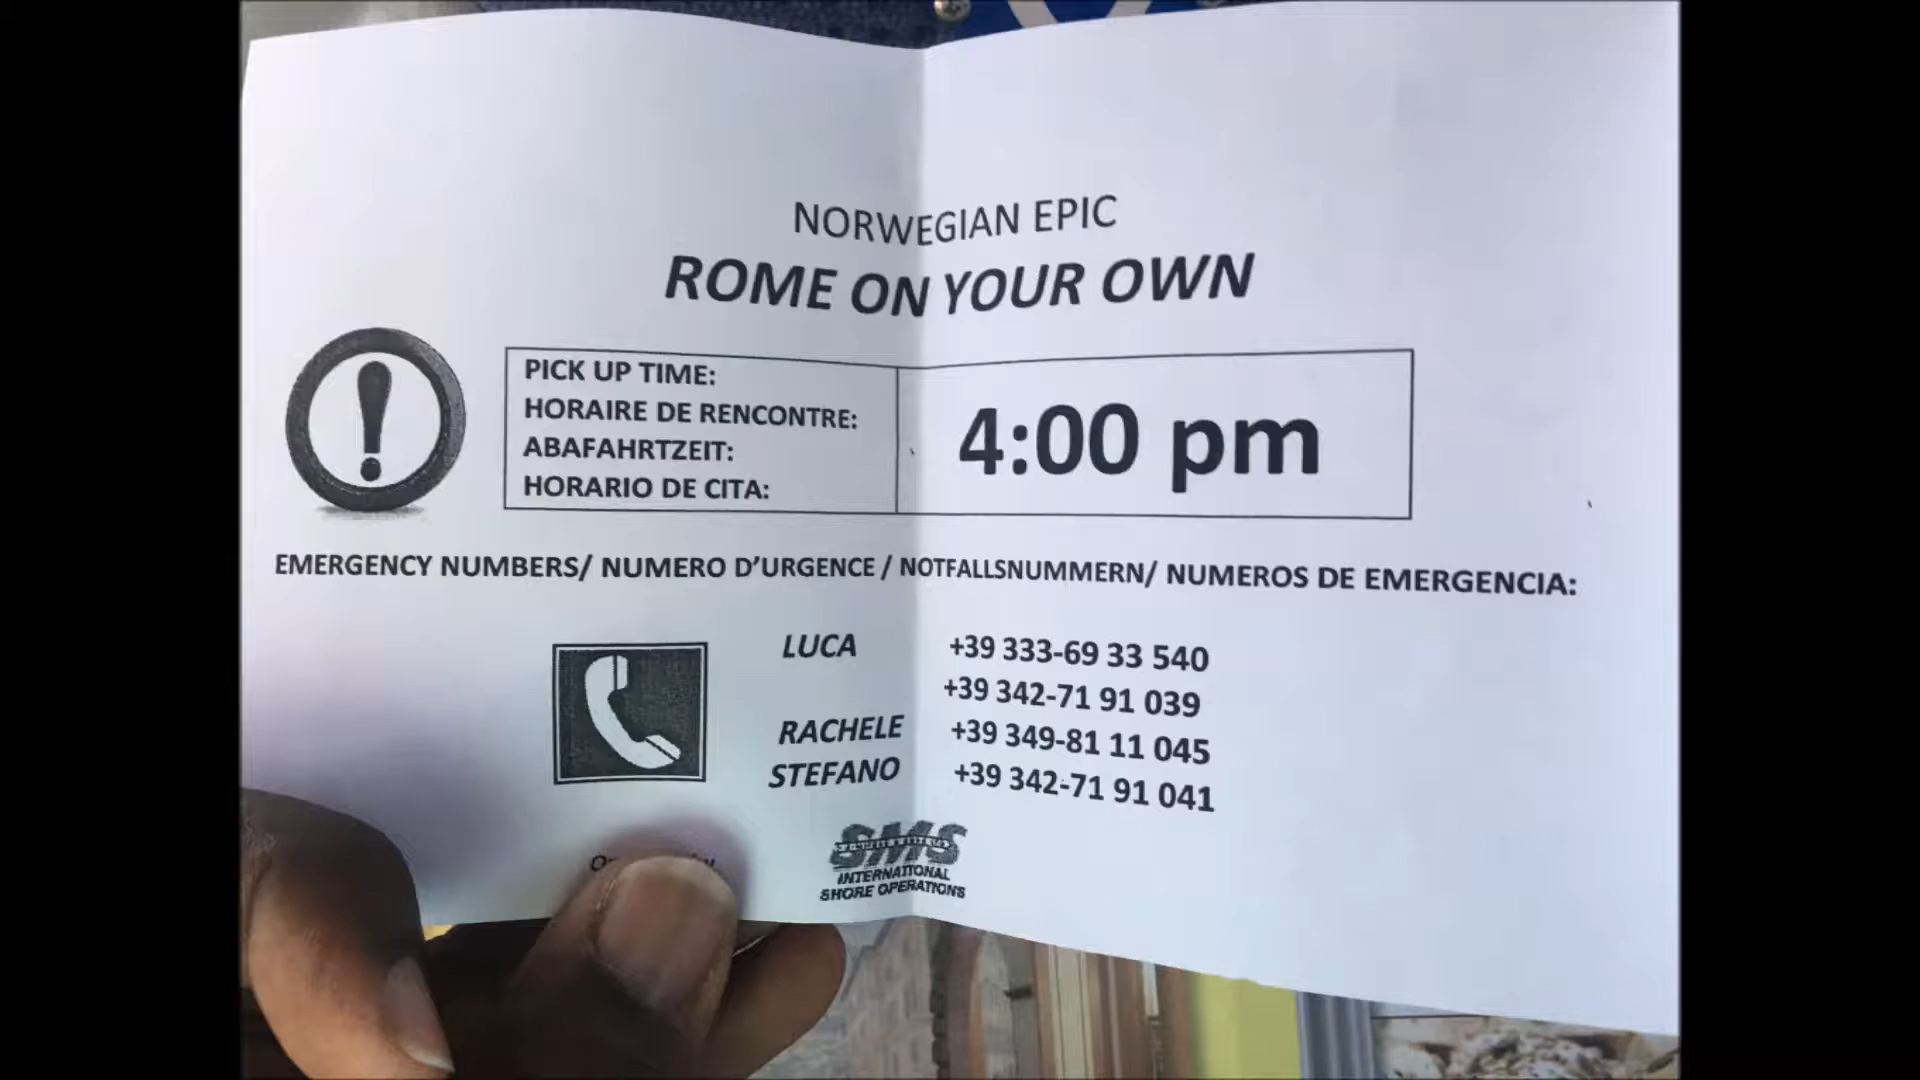 NORWEGIAN EPIC
ROME ON YOUR OWN
PICK UP TIME:
HORAIRE DE RENCONTRE:
ABAFAHRTZEIT:
HORARIO DE CITA:
4:00 pm
EMERGENCY NUMBERS/ NUMERO D'URGENCE / NOTFALLSNUMMERN/ NUMEROS DE EMERGENCIA:
LUCA +39 333-69 33 540
+39 342-71 91 039
RACHELE +39 349-81 11 045
STEFANO +39 342-71 91 041
SMS
INTERNATIONAL
SHORE OPERATIONS